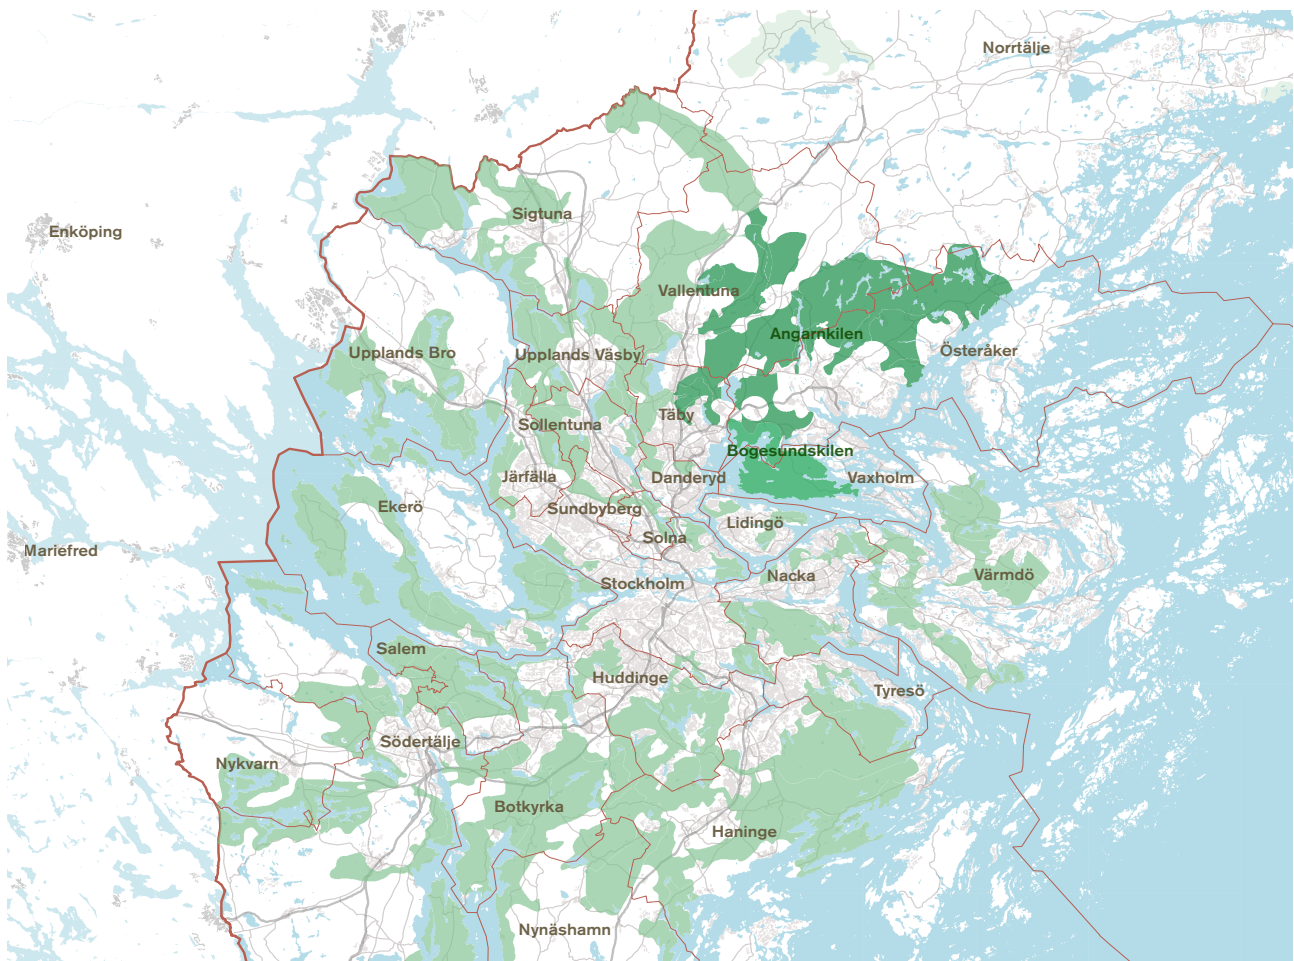 Norrtälje
Sigtuna
Enköping
Vallentuna
Angarnkilen
Österåker
Upplands Bro
Upplands Väsby
Täby
Sollentuna
Bogesundskilen
Järfälla
Danderyd
Vaxholm
Ekerö
Sundbyberg
Lidingö
Solna
Mariefred
Stockholm
Nacka
Värmdö
Salem
Huddinge
Tyresö
Södertälje
Nykvarn
Botkyrka
Haninge
Nynäshamn